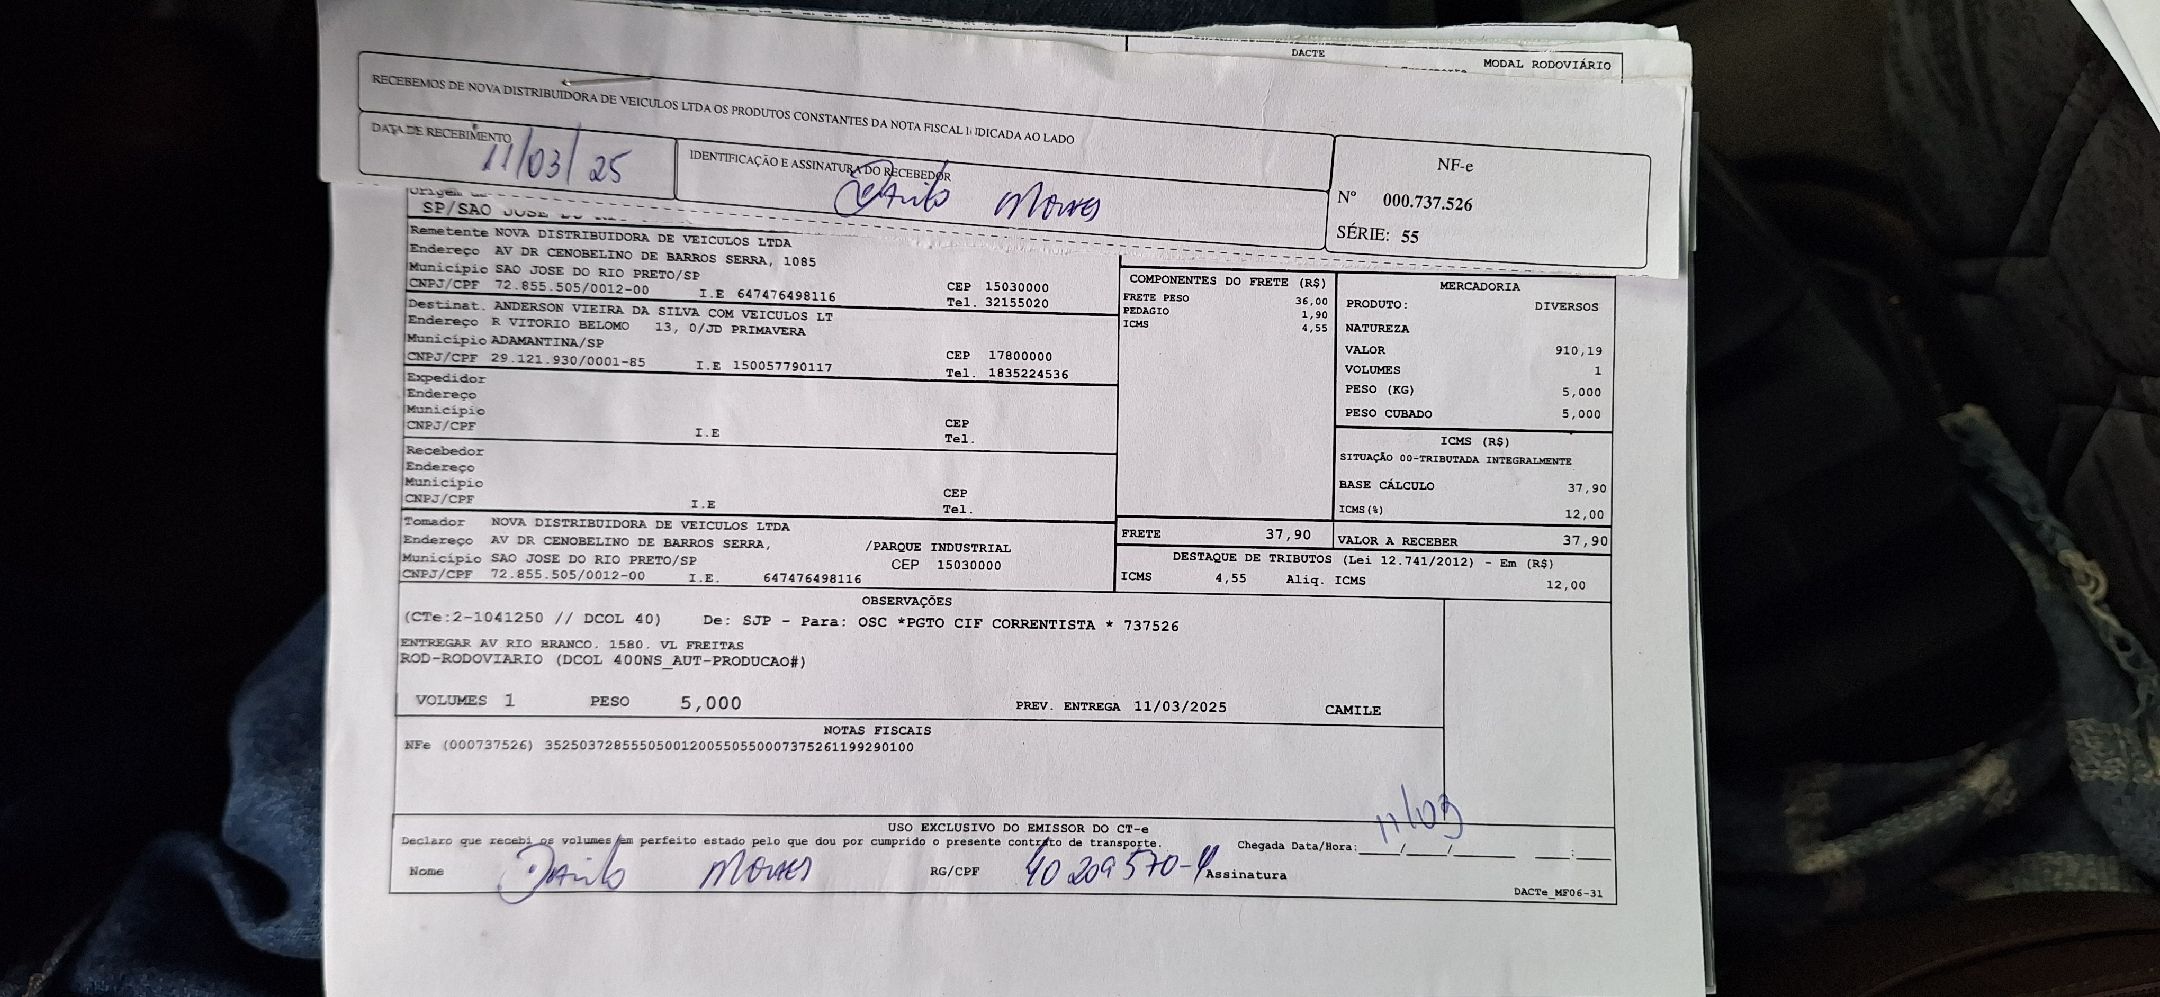 DACTE
MODAL RODOVIÁRIO
RECEBEMOS DE NOVA DISTRIBUIDORA DE VEICULOS LTDA OS PRODUTOS CONSTANTES DA NOTA FISCAL INDICADA AO LADO
DATA DE RECEBIMENTO
11/03/25
IDENTIFICAÇÃO E ASSINATURA DO RECEBEDOR
Danilo Moraes
NF-e
Nº 000.737.526
SÉRIE: 55
SP/SAO JOSE DO
Remetente NOVA DISTRIBUIDORA DE VEICULOS LTDA
Endereço AV DR CENOBELINO DE BARROS SERRA, 1085
Município SAO JOSE DO RIO PRETO/SP CEP 15030000
CNPJ/CPF 72.855.505/0012-00 I.E 647476498116 Tel. 32155020
Destinat. ANDERSON VIEIRA DA SILVA COM VEICULOS LT
Endereço R VITORIO BELOMO 13, 0/JD PRIMAVERA
Município ADAMANTINA/SP CEP 17800000
CNPJ/CPF 29.121.930/0001-85 I.E 150057790117 Tel. 1835224536
Expedidor
Endereço
Município CEP
CNPJ/CPF I.E Tel.
Recebedor
Endereço
Município CEP
CNPJ/CPF I.E Tel.
Tomador NOVA DISTRIBUIDORA DE VEICULOS LTDA
Endereço AV DR CENOBELINO DE BARROS SERRA, /PARQUE INDUSTRIAL
Município SAO JOSE DO RIO PRETO/SP CEP 15030000
CNPJ/CPF 72.855.505/0012-00 I.E. 647476498116
COMPONENTES DO FRETE (R$)
FRETE PESO 36,00
PEDAGIO 1,90
ICMS 4,55
MERCADORIA
PRODUTO: DIVERSOS
NATUREZA
VALOR 910,19
VOLUMES 1
PESO (KG) 5,000
PESO CUBADO 5,000
ICMS (R$)
SITUAÇÃO 00-TRIBUTADA INTEGRALMENTE
BASE CÁLCULO 37,90
ICMS(%) 12,00
FRETE 37,90
VALOR A RECEBER 37,90
DESTAQUE DE TRIBUTOS (Lei 12.741/2012) - Em (R$)
ICMS 4,55 Aliq. ICMS 12,00
OBSERVAÇÕES
(CTe:2-1041250 // DCOL 40) De: SJP - Para: OSC *PGTO CIF CORRENTISTA * 737526
ENTREGAR AV RIO BRANCO. 1580. VL FREITAS
ROD-RODOVIARIO (DCOL 400NS_AUT-PRODUCAO#)
VOLUMES 1 PESO 5,000 PREV. ENTREGA 11/03/2025 CAMILE
NOTAS FISCAIS
NFe (000737526) 35250372855505001200550550007375261199290100
USO EXCLUSIVO DO EMISSOR DO CT-e
Declaro que recebi os volumes em perfeito estado pelo que dou por cumprido o presente contrato de transporte.
Chegada Data/Hora: ___/___/_____ ___:___
11/03
Nome Danilo Moraes RG/CPF 40209570-4 Assinatura
DACTe_MF06-31